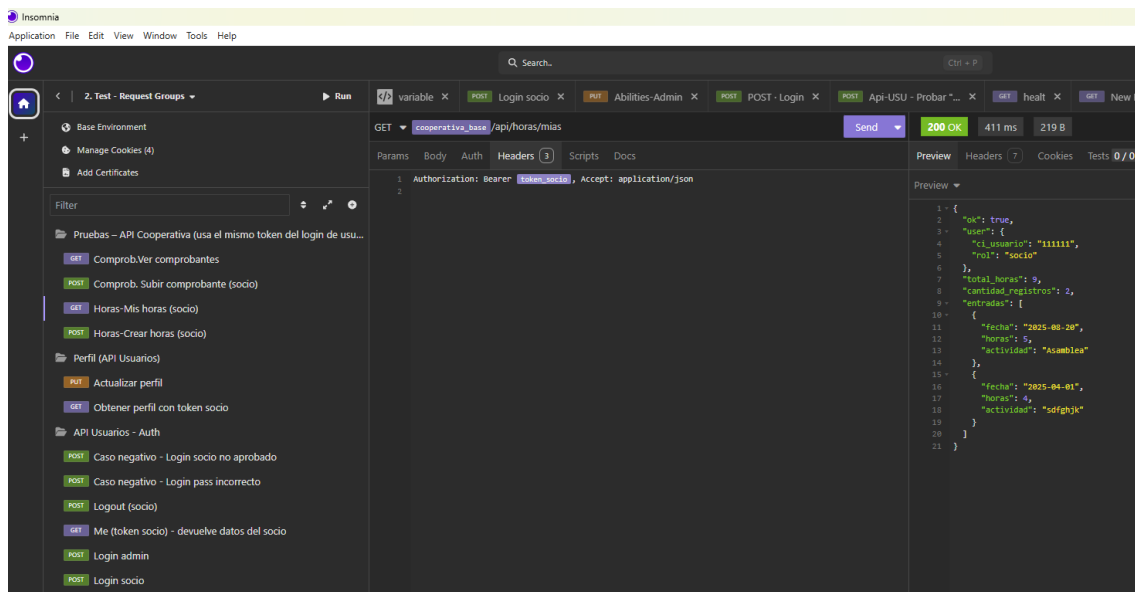 Insomnia
Application File Edit View Window Tools Help
Search..
Ctrl + P
2. Test - Request Groups
Run
variable
POST Login socio
PUT Abilities-Admin
POST POST - Login
POST Api-USU - Probar "...
GET healt
GET New
Base Environment
Manage Cookies (4)
Add Certificates
Filter
Pruebas – API Cooperativa (usa el mismo token del login de usu...
GET Comprob.Ver comprobantes
POST Comprob. Subir comprobante (socio)
GET Horas-Mis horas (socio)
POST Horas-Crear horas (socio)
Perfil (API Usuarios)
PUT Actualizar perfil
GET Obtener perfil con token socio
API Usuarios - Auth
POST Caso negativo - Login socio no aprobado
POST Caso negativo - Login pass incorrecto
POST Logout (socio)
GET Me (token socio) - devuelve datos del socio
POST Login admin
POST Login socio
GET cooperativa_base /api/horas/mias
Send
Params Body Auth Headers 3 Scripts Docs
1 Authorization: Bearer token_socio , Accept: application/json
2
200 OK 411 ms 219 B
Preview Headers 7 Cookies Tests 0/0
Preview
1 {
2 "ok": true,
3 "user": {
4 "ci_usuario": "111111",
5 "rol": "socio"
6 },
7 "total_horas": 9,
8 "cantidad_registros": 2,
9 "entradas": [
10 {
11 "fecha": "2025-08-20",
12 "horas": 5,
13 "actividad": "Asamblea"
14 },
15 {
16 "fecha": "2025-04-01",
17 "horas": 4,
18 "actividad": "sdfghjk"
19 }
20 ]
21 }